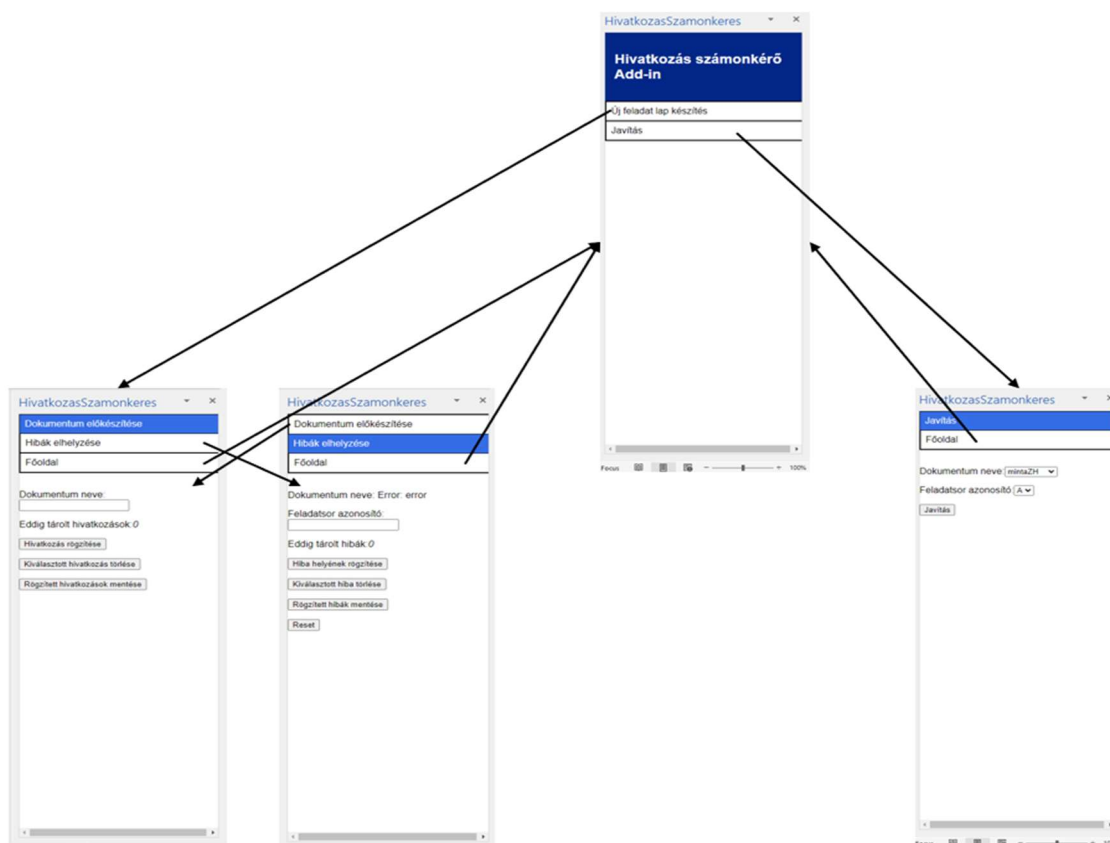 HivatkozasSzamonkeres
Hivatkozás számonkérő
Add-in
Új feladat lap készítés
Javítás
Focus
100%
HivatkozasSzamonkeres
Dokumentum előkészítése
Hibák elhelyzése
Főoldal
Dokumentum neve:
Eddig tárolt hivatkozások:0
Hivatkozás rögzítése
Kiválasztott hivatkozás törlése
Rögzített hivatkozások mentése
HivatkozasSzamonkeres
Dokumentum előkészítése
Hibák elhelyzése
Főoldal
Dokumentum neve: Error: error
Feladatsor azonosító:
Eddig tárolt hibák:0
Hiba helyének rögzítése
Kiválasztott hiba törlése
Rögzített hibák mentése
Reset
HivatkozasSzamonkeres
Javítás
Főoldal
Dokumentum neve: mintaZH
Feladatsor azonosító: A
Javítás